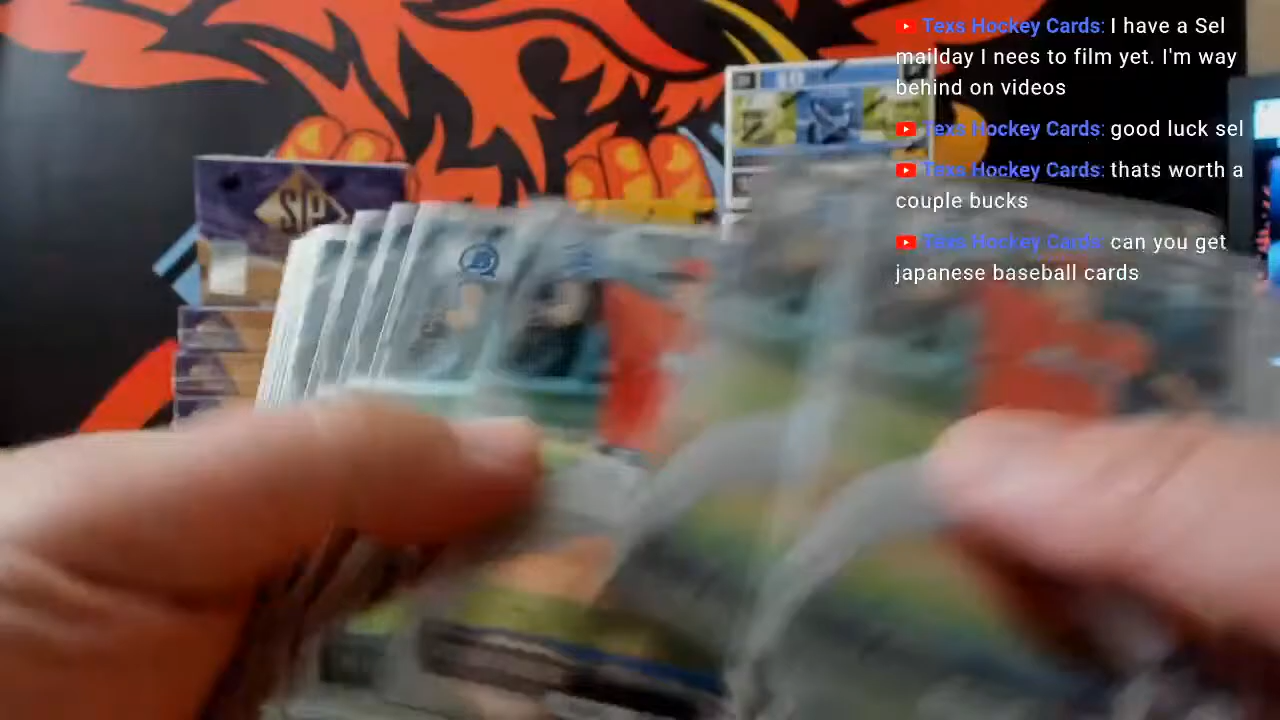 Texs Hockey Cards: I have a Sel
mailday I nees to film yet. I'm way
behind on videos
Texs Hockey Cards: good luck sel
Texs Hockey Cards: thats worth a
couple bucks
Texs Hockey Cards: can you get
japanese baseball cards
SP